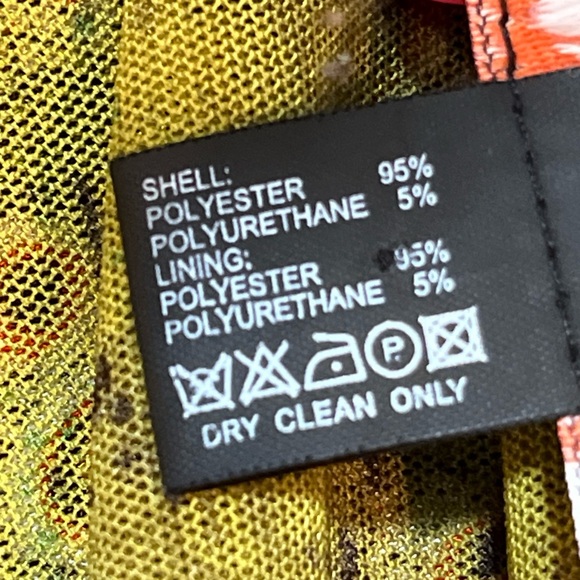 SHELL:
POLYESTER 95%
POLYURETHANE 5%
LINING:
POLYESTER 95%
POLYURETHANE 5%
P
DRY CLEAN ONLY